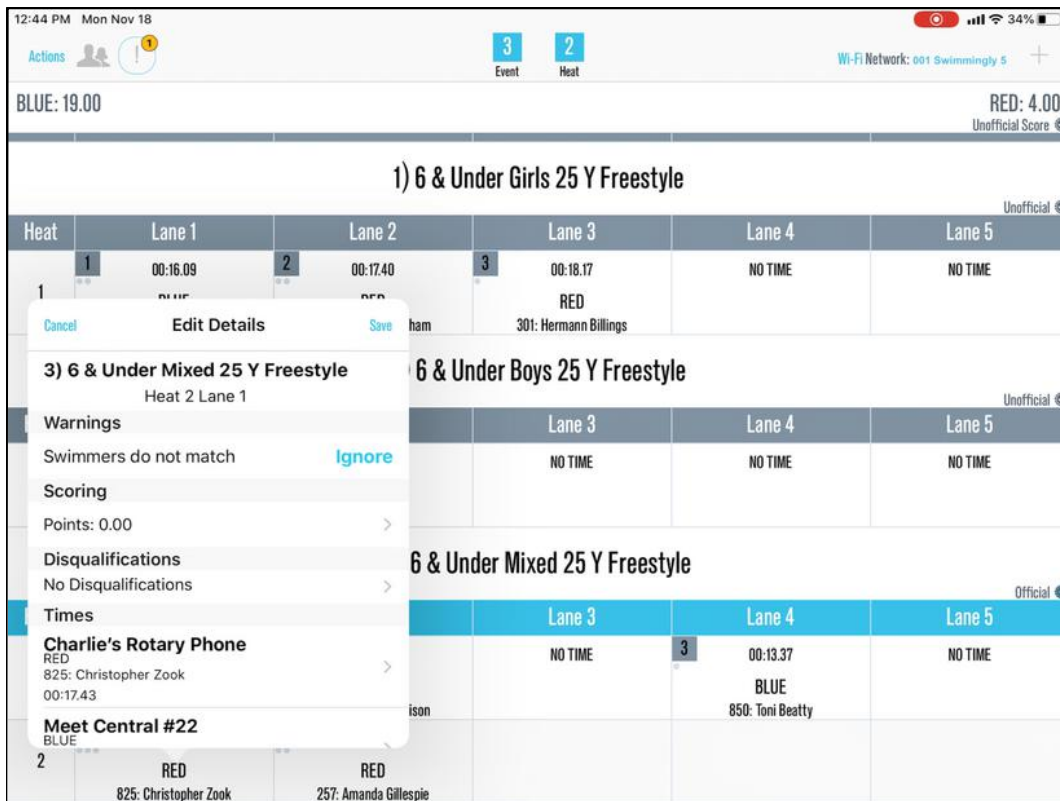 12:44 PM Mon Nov 18
34%
Actions
!
1
3
Event
2
Heat
Wi-Fi Network: 001 Swimmingly 5
+
BLUE: 19.00
RED: 4.00
Unofficial Score
1) 6 & Under Girls 25 Y Freestyle
Unofficial
Heat Lane 1 Lane 2 Lane 3 Lane 4 Lane 5
1 00:16.09 2 00:17.40 3 00:18.17 NO TIME NO TIME
1 BLUE RED RED
ham 301: Hermann Billings
6 & Under Boys 25 Y Freestyle
Unofficial
Lane 3 Lane 4 Lane 5
NO TIME NO TIME NO TIME
6 & Under Mixed 25 Y Freestyle
Official
Lane 3 Lane 4 Lane 5
NO TIME 3 00:13.37 NO TIME
BLUE
ison 850: Toni Beatty
Cancel Edit Details Save
3) 6 & Under Mixed 25 Y Freestyle
Heat 2 Lane 1
Warnings
Swimmers do not match Ignore
Scoring
Points: 0.00
Disqualifications
No Disqualifications
Times
Charlie's Rotary Phone
RED
825: Christopher Zook
00:17.43
Meet Central #22
BLUE
2 RED RED
825: Christopher Zook 257: Amanda Gillespie